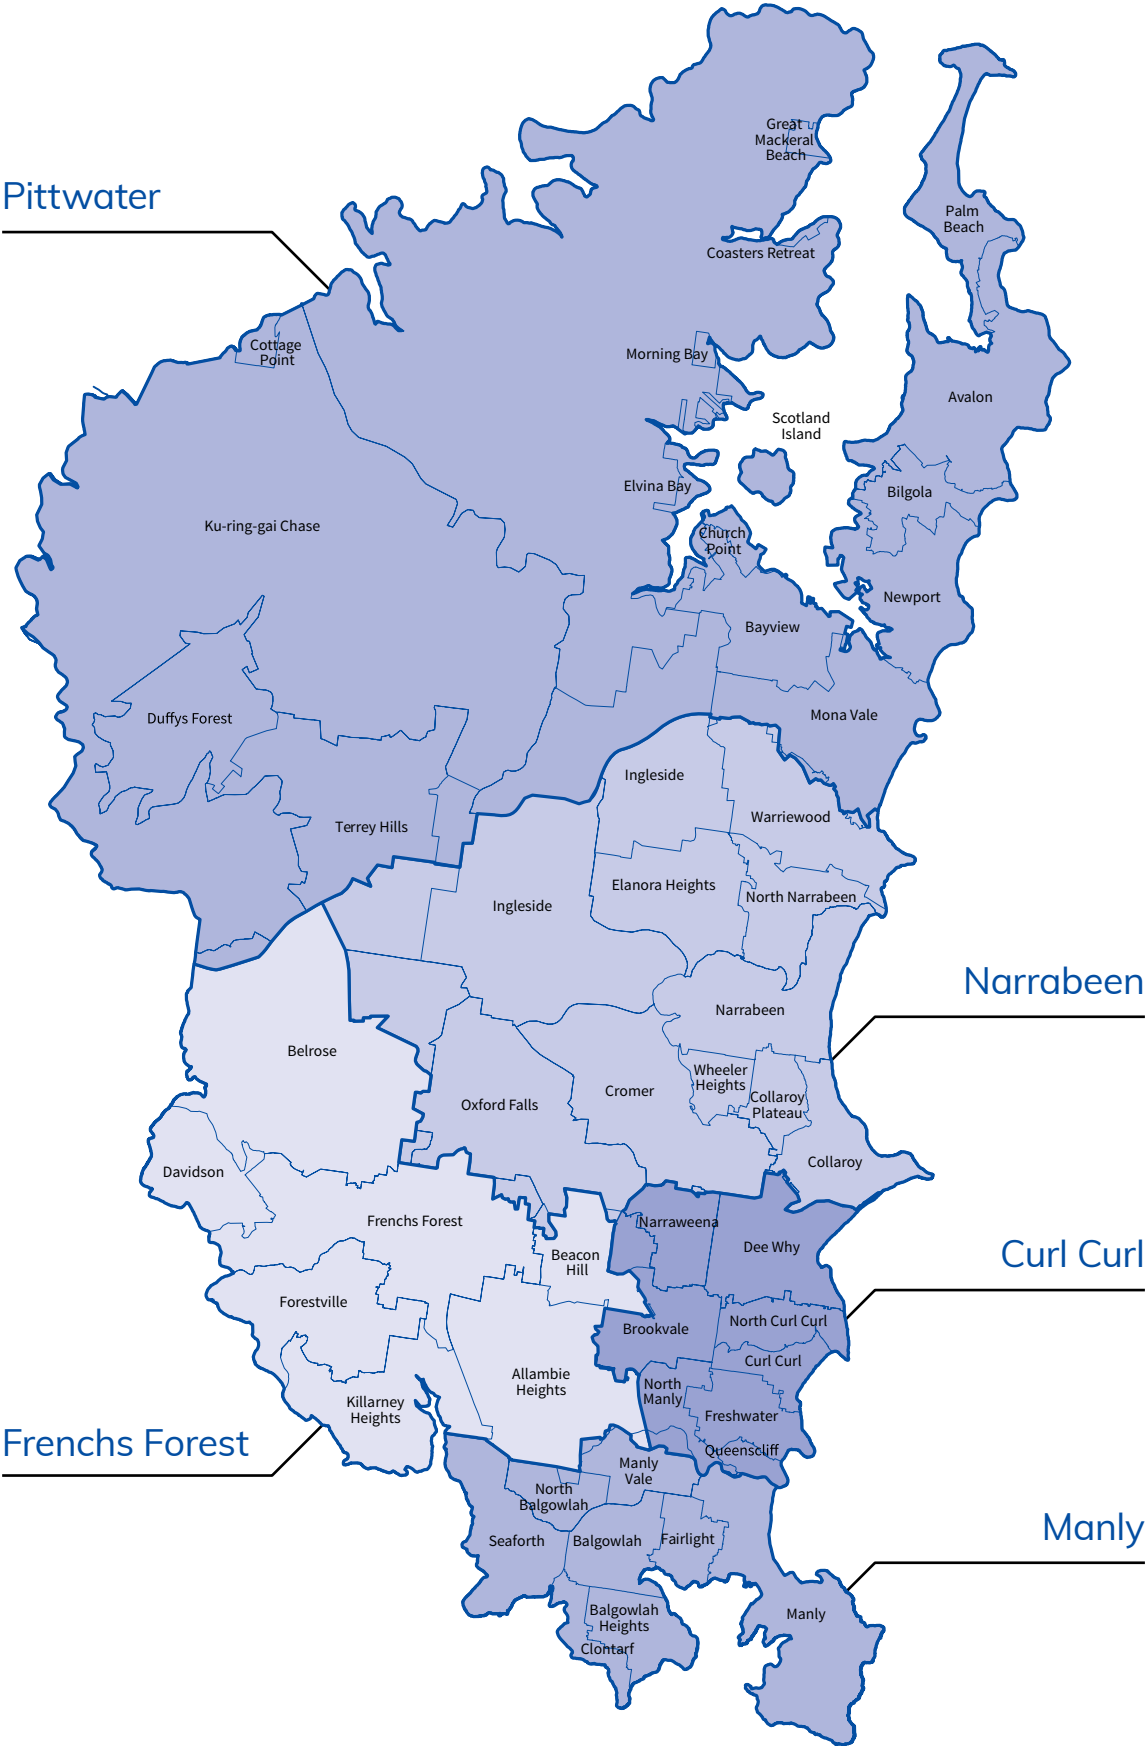 Great
Mackeral
Beach
Pittwater
Palm
Beach
Coasters Retreat
Cottage
Point
Morning Bay
Avalon
Scotland
Island
Elvina Bay
Bilgola
Ku-ring-gai Chase
Church
Point
Newport
Bayview
Duffys Forest
Mona Vale
Ingleside
Warriewood
Terrey Hills
Elanora Heights
North Narrabeen
Ingleside
Narrabeen
Narrabeen
Belrose
Wheeler
Heights
Cromer
Collaroy
Plateau
Oxford Falls
Collaroy
Davidson
Frenchs Forest
Narraweena
Dee Why
Beacon
Hill
Curl Curl
Forestville
North Curl Curl
Brookvale
Curl Curl
Allambie
Heights
North
Manly
Killarney
Heights
Freshwater
Frenchs Forest
Queenscliff
Manly
Vale
North
Balgowlah
Manly
Seaforth
Balgowlah
Fairlight
Balgowlah
Heights
Manly
Clontarf